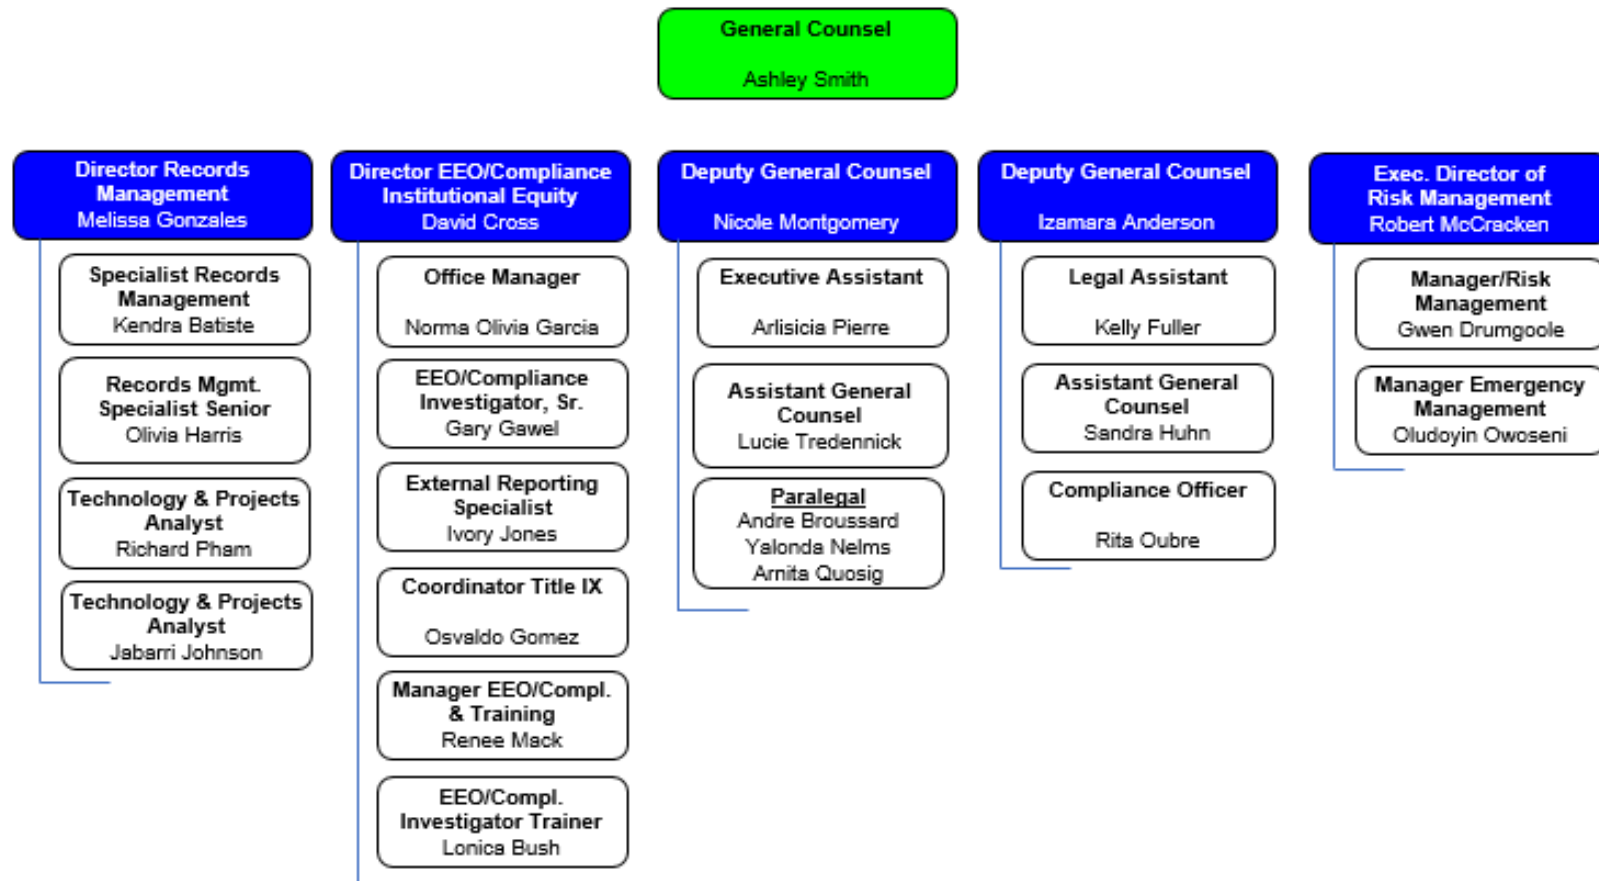 General Counsel
Ashley Smith
Director Records
Management
Melissa Gonzales
Specialist Records
Management
Kendra Batiste
Records Mgmt.
Specialist Senior
Olivia Harris
Technology & Projects
Analyst
Richard Pham
Technology & Projects
Analyst
Jabarri Johnson
Director EEO/Compliance
Institutional Equity
David Cross
Office Manager
Norma Olivia Garcia
EEO/Compliance
Investigator, Sr.
Gary Gawel
External Reporting
Specialist
Ivory Jones
Coordinator Title IX
Osvaldo Gomez
Manager EEO/Compl.
& Training
Renee Mack
EEO/Compl.
Investigator Trainer
Lonica Bush
Deputy General Counsel
Nicole Montgomery
Executive Assistant
Arlisicia Pierre
Assistant General
Counsel
Lucie Tredennick
Paralegal
Andre Broussard
Yalonda Nelms
Arnita Quosig
Deputy General Counsel
Izamara Anderson
Legal Assistant
Kelly Fuller
Assistant General
Counsel
Sandra Huhn
Compliance Officer
Rita Oubre
Exec. Director of
Risk Management
Robert McCracken
Manager/Risk
Management
Gwen Drumgoole
Manager Emergency
Management
Oludoyin Owoseni